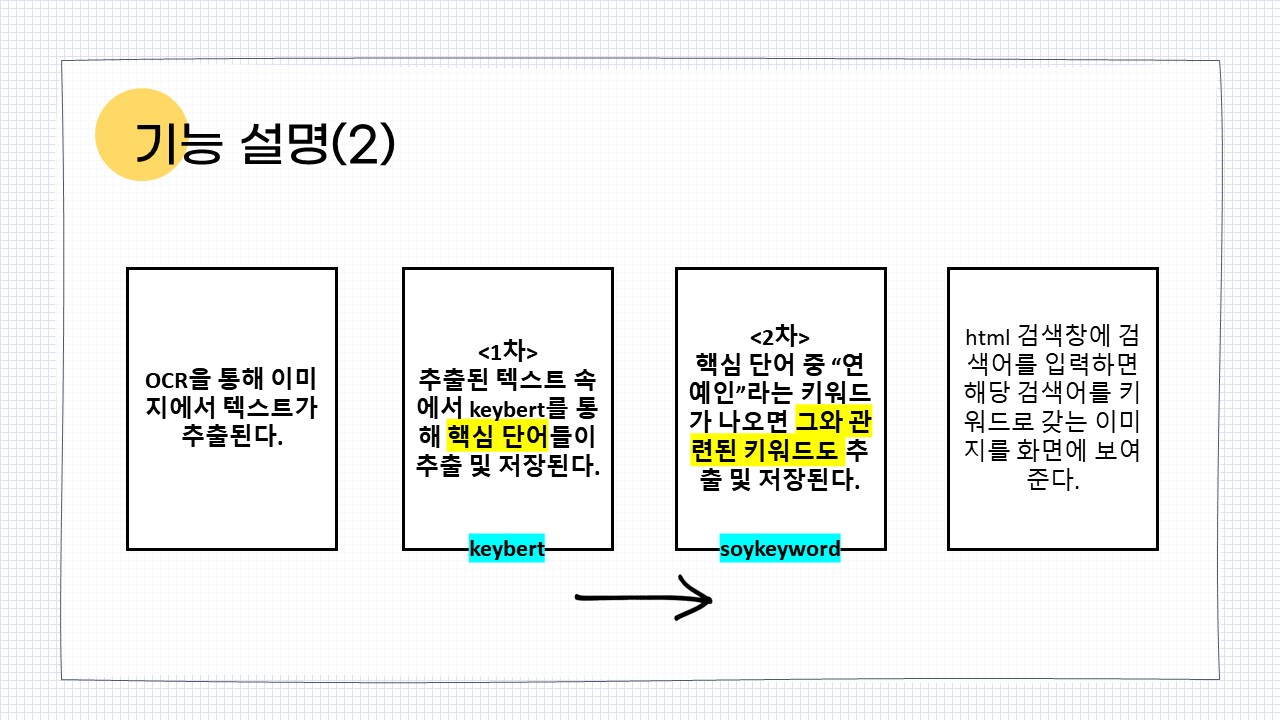 기능 설명(2)
OCR을 통해 이미
지에서 텍스트가
추출된다.
<1차>
추출된 텍스트 속
에서 keybert를 통
해 핵심 단어들이
추출 및 저장된다.
keybert
<2차>
핵심 단어 중 “연
예인”라는 키워드
가 나오면 그와 관
련된 키워드도 추
출 및 저장된다.
soykeyword
html 검색창에 검
색어를 입력하면
해당 검색어를 키
워드로 갖는 이미
지를 화면에 보여
준다.